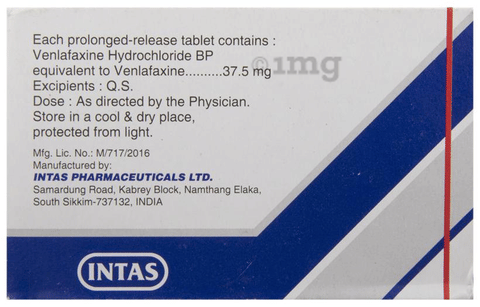 Each prolonged-release tablet contains :
Venlafaxine Hydrochloride BP
equivalent to Venlafaxine..........37.5 mg
Excipients : Q.S.
Dose : As directed by the Physician.
Store in a cool & dry place,
protected from light.
Mfg. Lic. No.: M/717/2016
Manufactured by:
INTAS PHARMACEUTICALS LTD.
Samardung Road, Kabrey Block, Namthang Elaka,
South Sikkim-737132, INDIA
INTAS
1mg